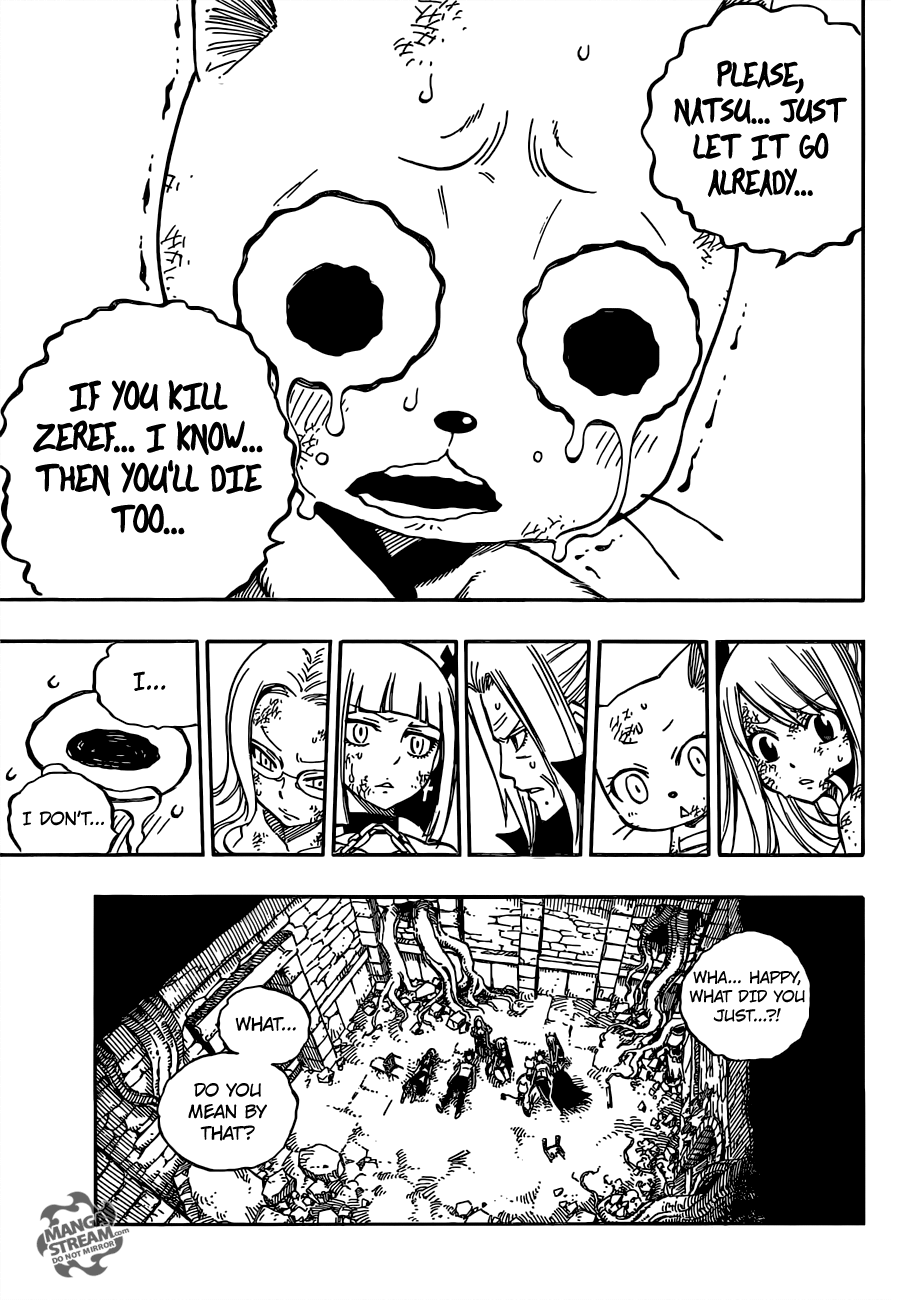 PLEASE,
NATSU... JUST
LET IT GO
ALREADY...
IF YOU KILL
ZEREF... I KNOW...
THEN YOU'LL DIE
TOO...
I...
I DON'T...
WHA... HAPPY,
WHAT DID YOU
JUST...?!
WHAT...
DO YOU
MEAN BY
THAT?
MANGA
STREAM.com
DO NOT MIRROR